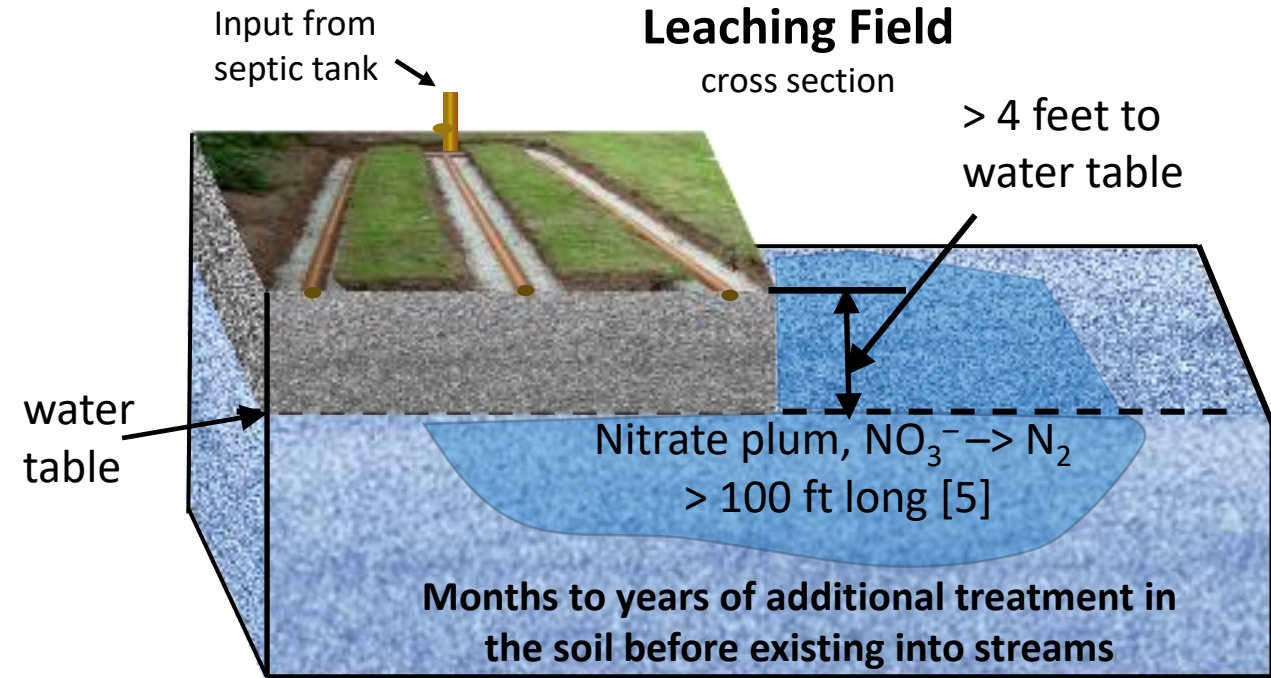 Leaching Field
cross section
Input from
septic tank
> 4 feet to
water table
water
table
Nitrate plum, NO₃⁻ –> N₂
> 100 ft long [5]
Months to years of additional treatment in
the soil before existing into streams